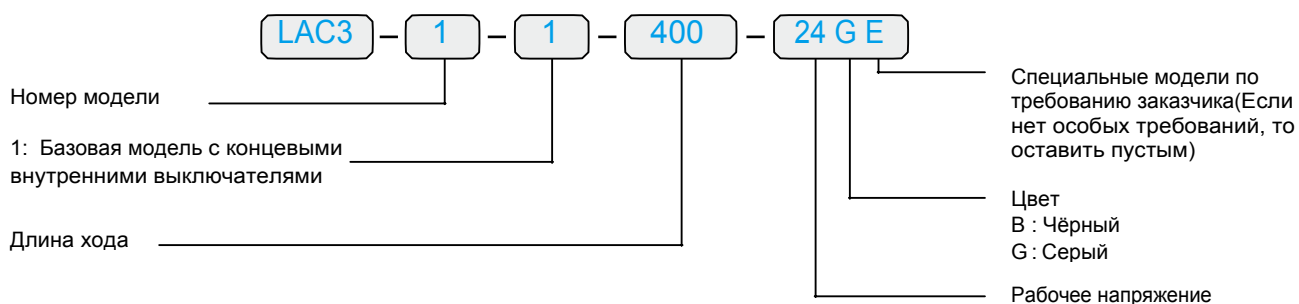 LAC3 – 1 – 1 – 400 – 24 G E
Номер модели
1: Базовая модель с концевыми
внутренними выключателями
Длина хода
Специальные модели по
требованию заказчика(Если
нет особых требований, то
оставить пустым)
Цвет
B : Чёрный
G : Серый
Рабочее напряжение